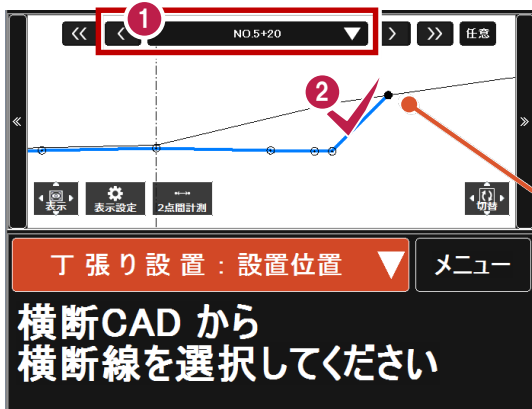 1
<< < NO.5+20 ▼ > >> 任意
2
<<
>>
表示
表示設定
2点間計測
切替
丁張り設置:設置位置 ▼
メニュー
横断CAD から
横断線を選択してください